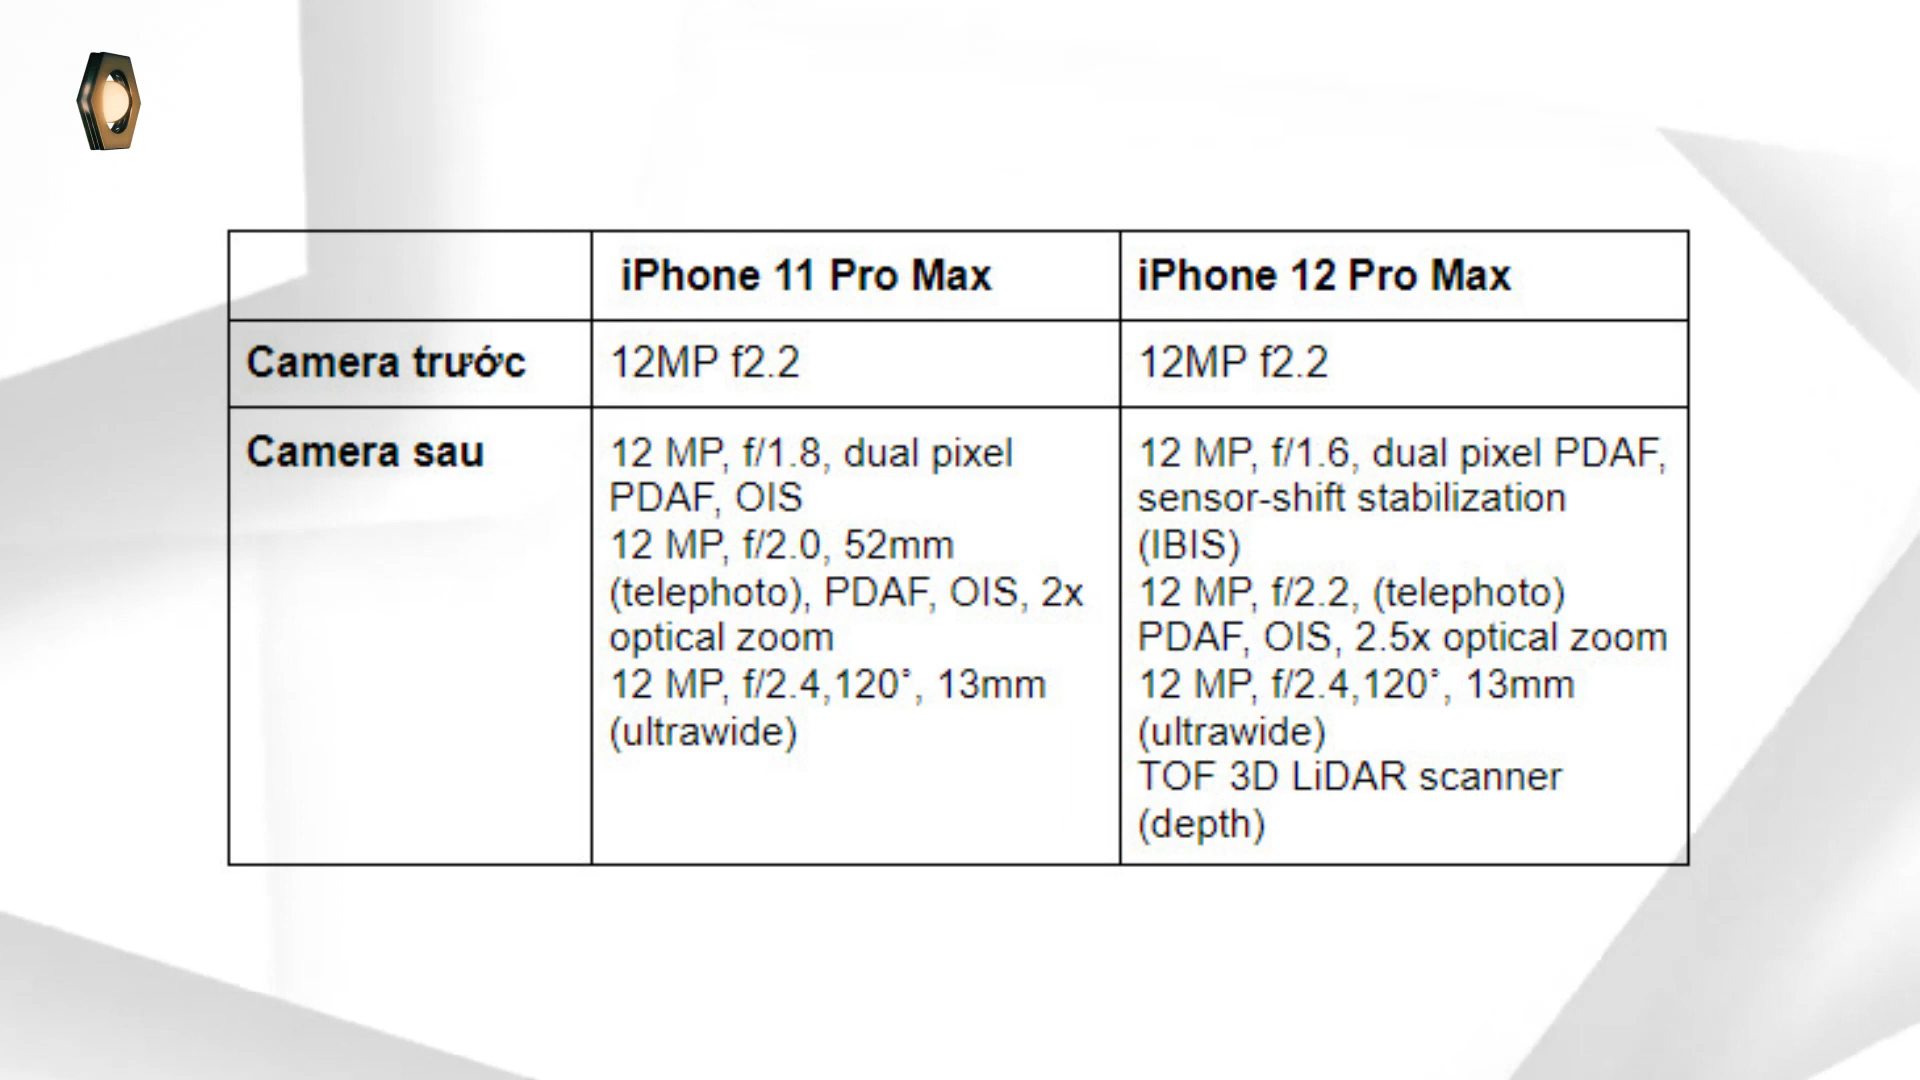 iPhone 11 Pro Max
iPhone 12 Pro Max
Camera trước
12MP f2.2
12MP f2.2
Camera sau
12 MP, f/1.8, dual pixel
PDAF, OIS
12 MP, f/2.0, 52mm
(telephoto), PDAF, OIS, 2x
optical zoom
12 MP, f/2.4,120˚, 13mm
(ultrawide)
12 MP, f/1.6, dual pixel PDAF,
sensor-shift stabilization
(IBIS)
12 MP, f/2.2, (telephoto)
PDAF, OIS, 2.5x optical zoom
12 MP, f/2.4,120˚, 13mm
(ultrawide)
TOF 3D LiDAR scanner
(depth)